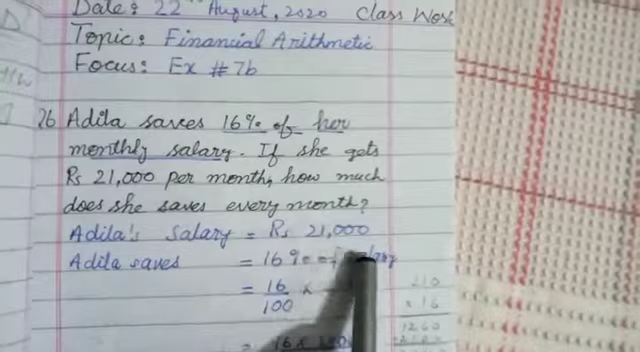 Date: 22 August, 2020 Class Work
Topic: Financial Arithmetic
Focus: Ex # 7b
26 Adila saves 16% of her
monthly salary. If she gets
Rs 21,000 per month, how much
does she saves every month?
Adila's Salary = Rs 21,000
Adila saves = 16%
= 16/100 ×
210
× 16
1260
= 16 ×